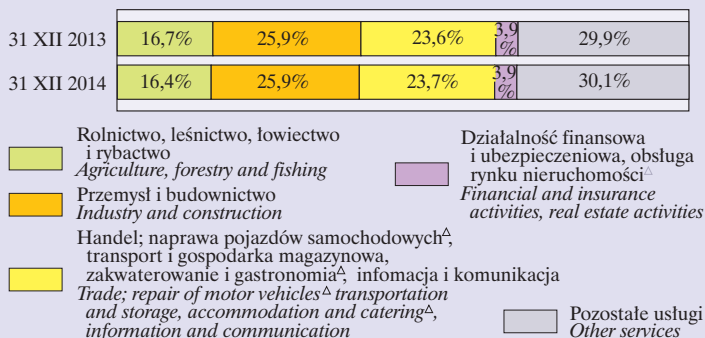 31 XII 2013 16,7% 25,9% 23,6% 3,9% 29,9%
31 XII 2014 16,4% 25,9% 23,7% 3,9% 30,1%
Rolnictwo, leśnictwo, łowiectwo
i rybactwo
Agriculture, forestry and fishing
Przemysł i budownictwo
Industry and construction
Handel; naprawa pojazdów samochodowych△,
transport i gospodarka magazynowa,
zakwaterowanie i gastronomia△, infomacja i komunikacja
Trade; repair of motor vehicles△ transportation
and storage, accommodation and catering△,
information and communication
Działalność finansowa
i ubezpieczeniowa, obsługa
rynku nieruchomości△
Financial and insurance
activities, real estate activities
Pozostałe usługi
Other services